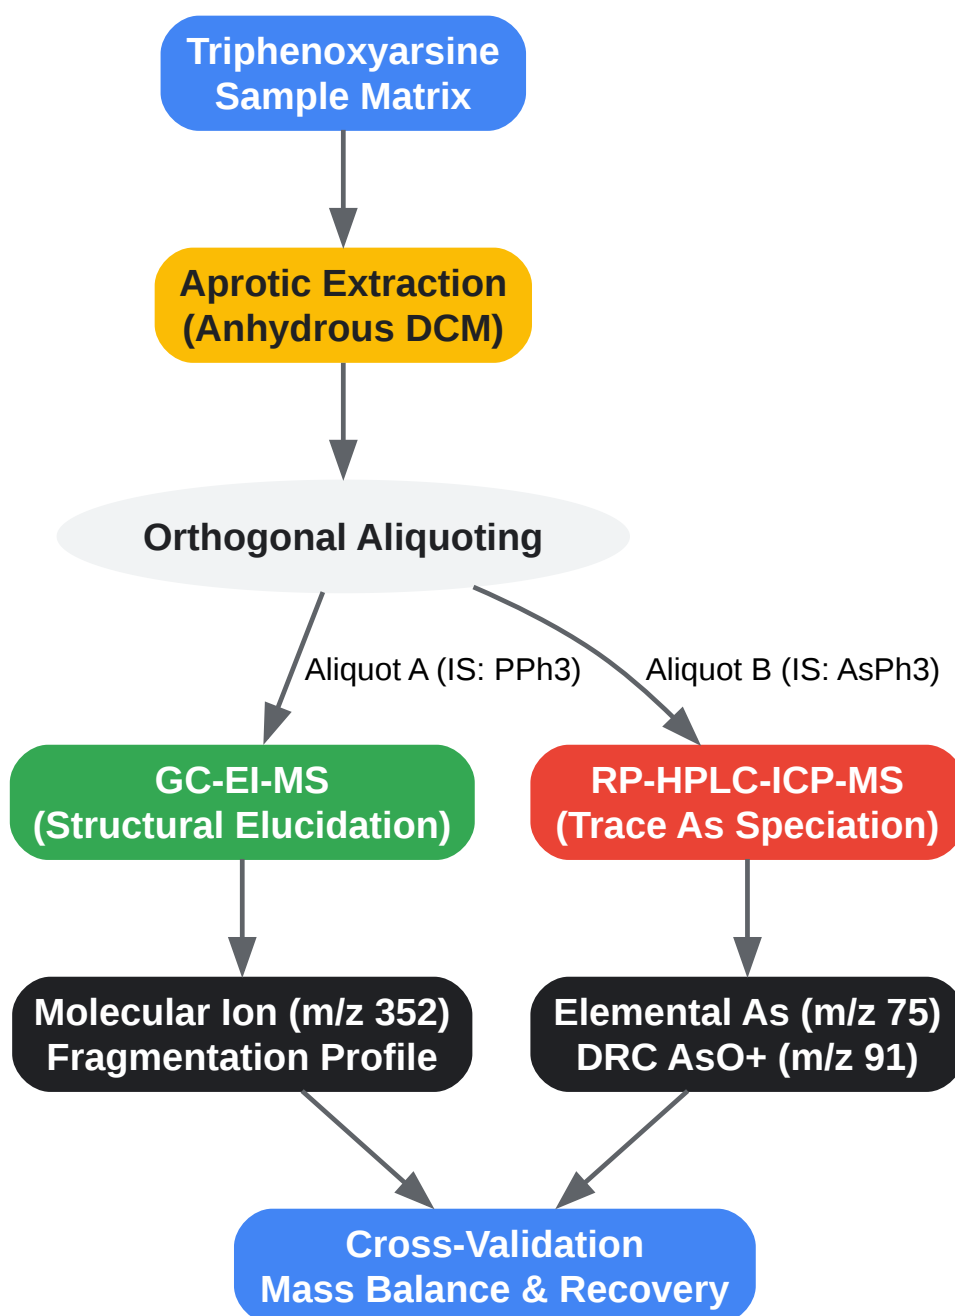 Triphenoxyarsine
Sample Matrix
Aprotic Extraction
(Anhydrous DCM)
Orthogonal Aliquoting
Aliquot A (IS: PPh3)
Aliquot B (IS: AsPh3)
GC-EI-MS
(Structural Elucidation)
RP-HPLC-ICP-MS
(Trace As Speciation)
Molecular Ion (m/z 352)
Fragmentation Profile
Elemental As (m/z 75)
DRC AsO+ (m/z 91)
Cross-Validation
Mass Balance & Recovery